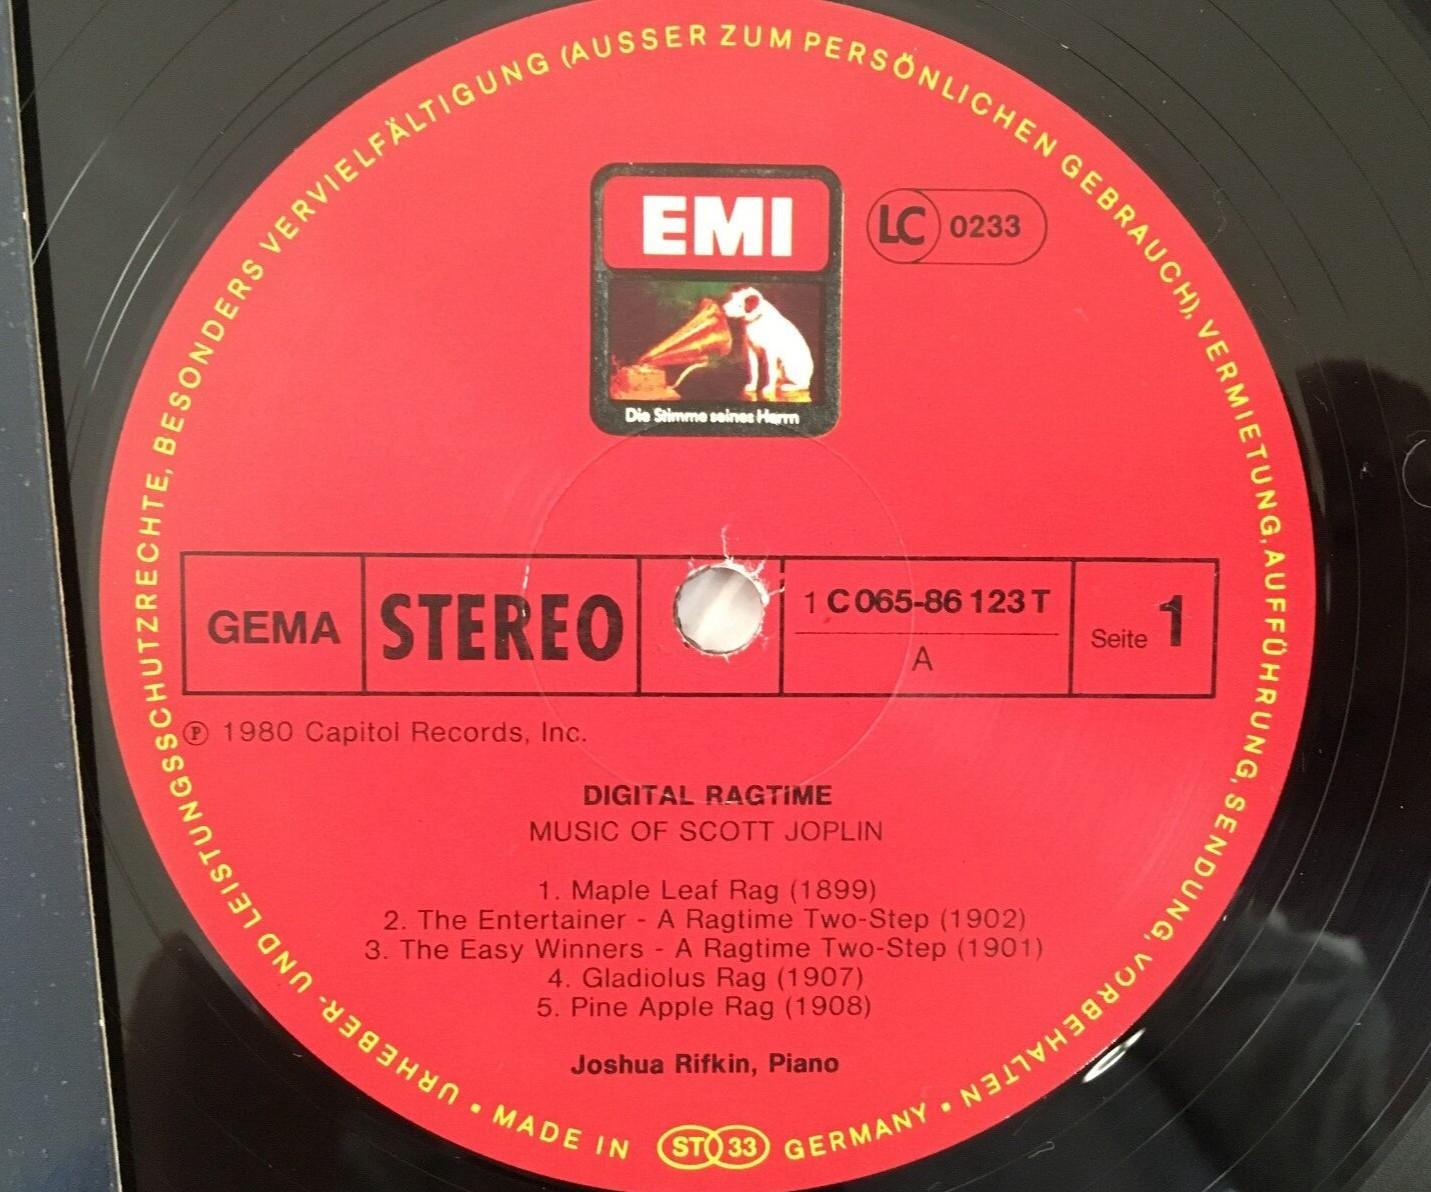 URHEBER- UND LEISTUNGSSCHUTZRECHTE, BESONDERS VERVIELFÄLTIGUNG (AUSSER ZUM PERSÖNLICHEN GEBRAUCH), VERMIETUNG, AUFFÜHRUNG, SENDUNG, VORBEHALTEN •
EMI
LC 0233
Die Stimme seines Herrn
GEMA
STEREO
1 C 065-86 123 T
A
Seite 1
℗ 1980 Capitol Records, Inc.
DIGITAL RAGTIME
MUSIC OF SCOTT JOPLIN
1. Maple Leaf Rag (1899)
2. The Entertainer - A Ragtime Two-Step (1902)
3. The Easy Winners - A Ragtime Two-Step (1901)
4. Gladiolus Rag (1907)
5. Pine Apple Rag (1908)
Joshua Rifkin, Piano
• MADE IN ST 33 GERMANY